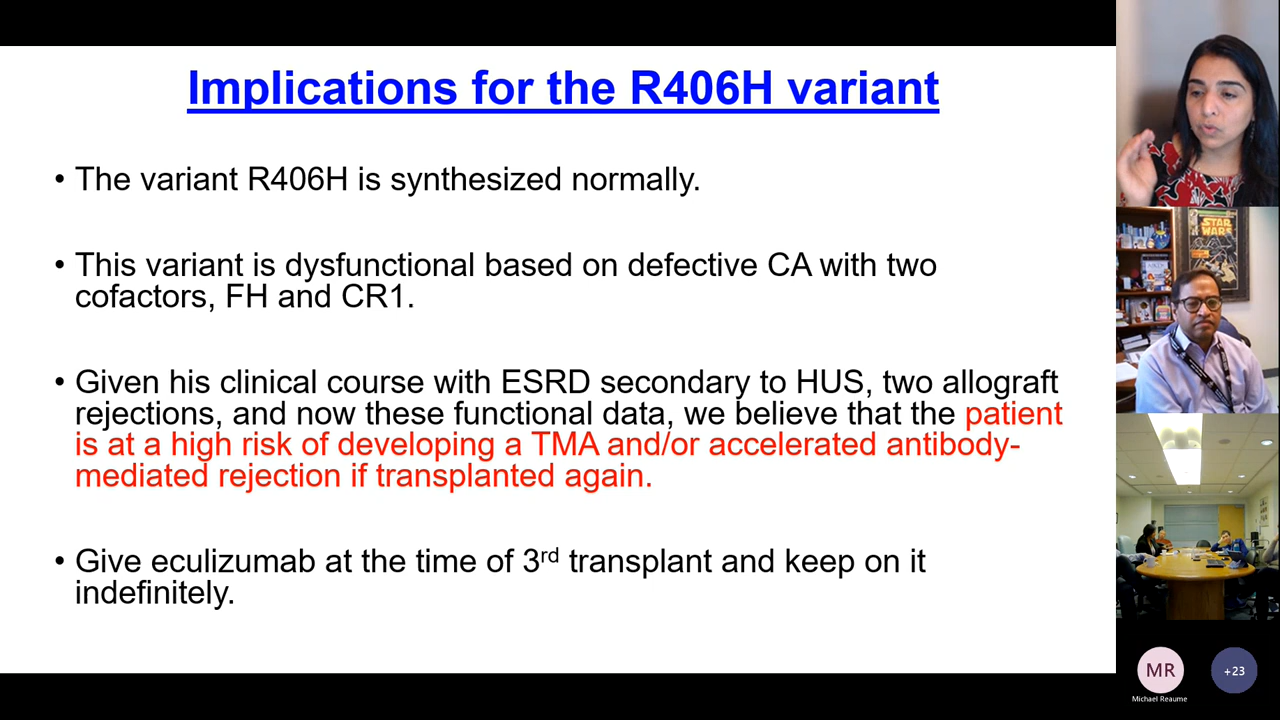 Implications for the R406H variant
• The variant R406H is synthesized normally.
• This variant is dysfunctional based on defective CA with two
cofactors, FH and CR1.
• Given his clinical course with ESRD secondary to HUS, two allograft
rejections, and now these functional data, we believe that the patient
is at a high risk of developing a TMA and/or accelerated antibody-
mediated rejection if transplanted again.
• Give eculizumab at the time of 3rd transplant and keep on it
indefinitely.
STAR
WARS
MR
+23
Michael Reaume